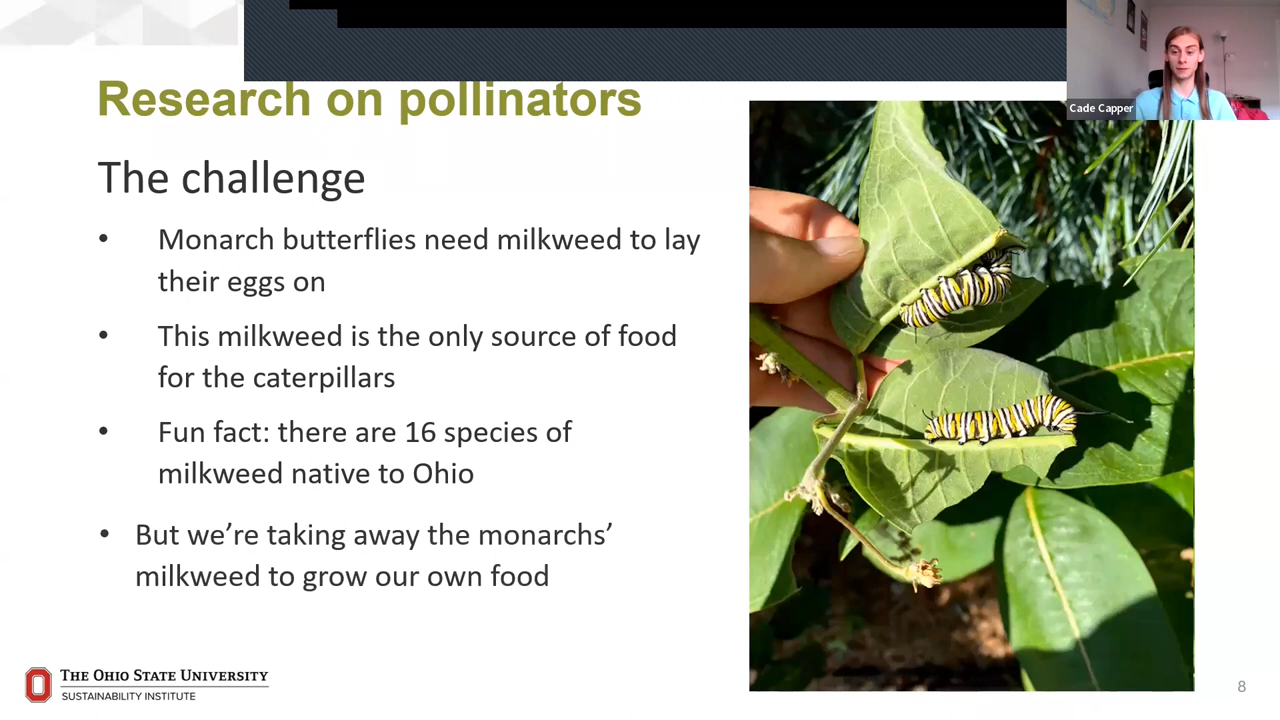 Research on pollinators
Cade Capper
The challenge
• Monarch butterflies need milkweed to lay
their eggs on
• This milkweed is the only source of food
for the caterpillars
• Fun fact: there are 16 species of
milkweed native to Ohio
• But we’re taking away the monarchs’
milkweed to grow our own food
THE OHIO STATE UNIVERSITY
SUSTAINABILITY INSTITUTE
8